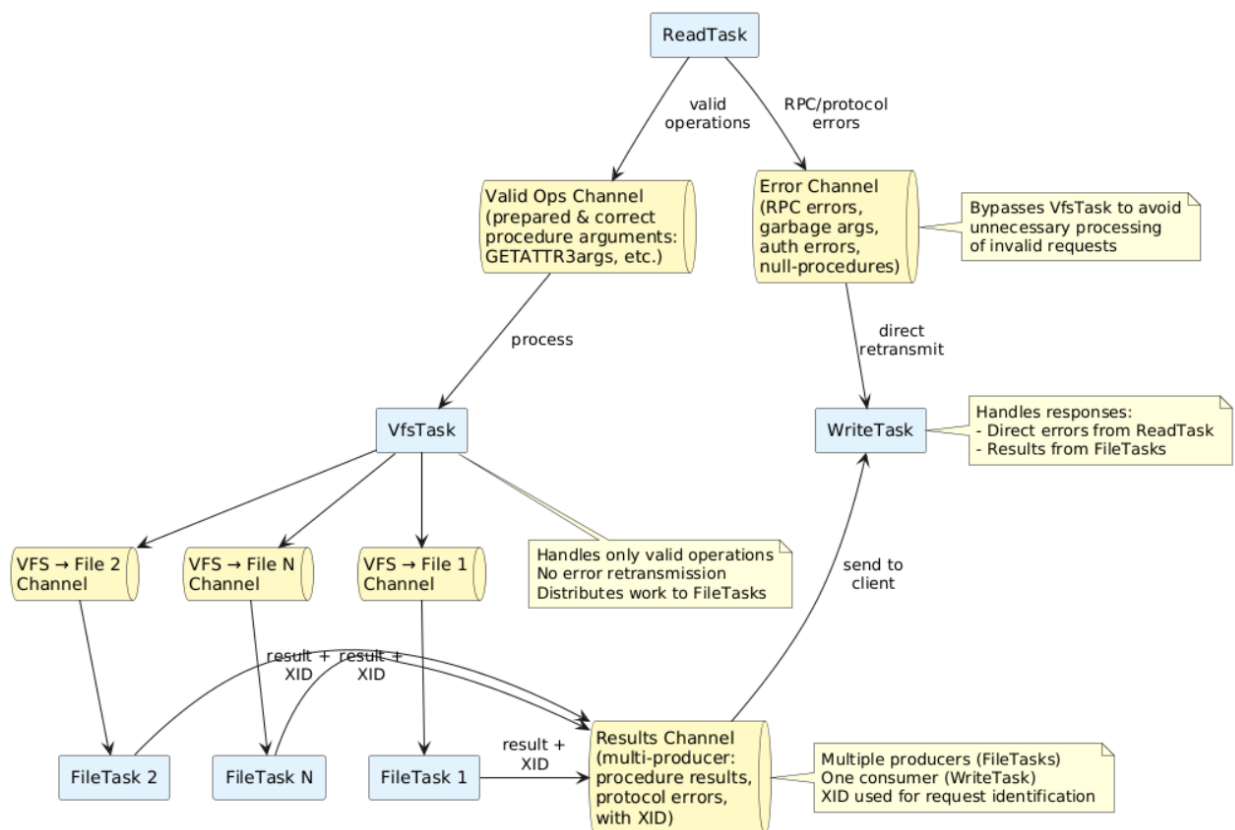 ReadTask
valid
operations
RPC/protocol
errors
Valid Ops Channel
(prepared & correct
procedure arguments:
GETATTR3args, etc.)
Error Channel
(RPC errors,
garbage args,
auth errors,
null-procedures)
Bypasses VfsTask to avoid
unnecessary processing
of invalid requests
process
direct
retransmit
VfsTask
WriteTask
Handles responses:
- Direct errors from ReadTask
- Results from FileTasks
VFS → File 2
Channel
VFS → File N
Channel
VFS → File 1
Channel
Handles only valid operations
No error retransmission
Distributes work to FileTasks
send to
client
result +
XID
result +
XID
FileTask 2
FileTask N
FileTask 1
result +
XID
Results Channel
(multi-producer:
procedure results,
protocol errors,
with XID)
Multiple producers (FileTasks)
One consumer (WriteTask)
XID used for request identification